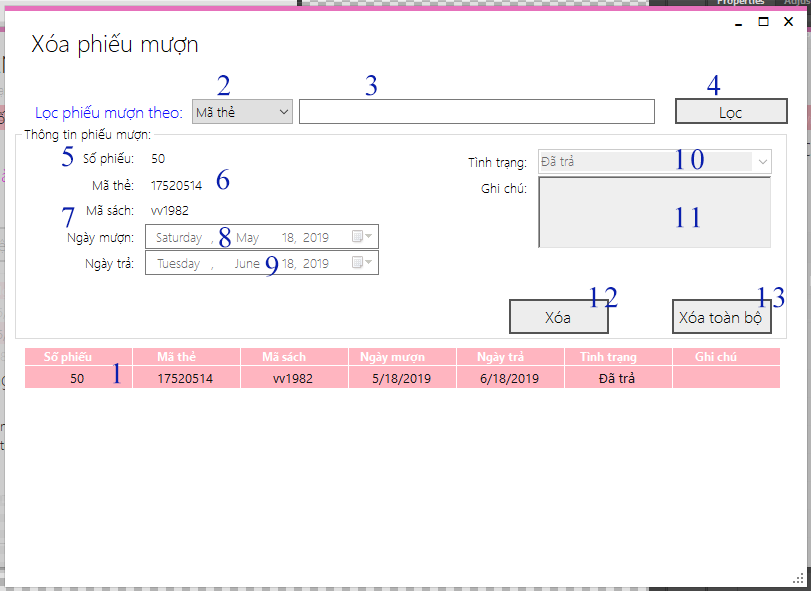 Properties Adjus
Xóa phiếu mượn
2 3 4
Lọc phiếu mượn theo: Mã thẻ Lọc
Thông tin phiếu mượn:
5 Số phiếu: 50
Mã thẻ: 17520514 6
7 Mã sách: vv1982
Ngày mượn: Saturday , 8 May 18, 2019
Ngày trả: Tuesday , June 9 18, 2019
Tình trạng: Đã trả 10
Ghi chú: 11
12 13
Xóa Xóa toàn bộ
Số phiếu Mã thẻ Mã sách Ngày mượn Ngày trả Tình trạng Ghi chú
50 1 17520514 vv1982 5/18/2019 6/18/2019 Đã trả